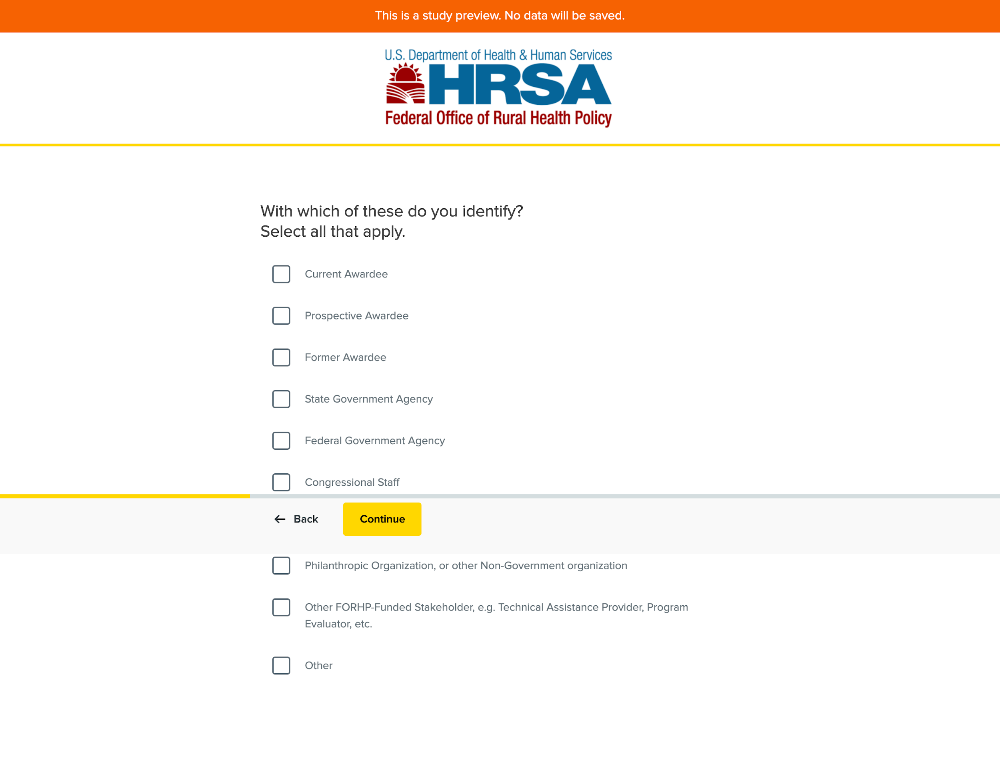 This is a study preview. No data will be saved.
U.S. Department of Health & Human Services
HRSA
Federal Office of Rural Health Policy
With which of these do you identify?
Select all that apply.
Current Awardee
Prospective Awardee
Former Awardee
State Government Agency
Federal Government Agency
Congressional Staff
Back
Continue
Philanthropic Organization, or other Non-Government organization
Other FORHP-Funded Stakeholder, e.g. Technical Assistance Provider, Program
Evaluator, etc.
Other